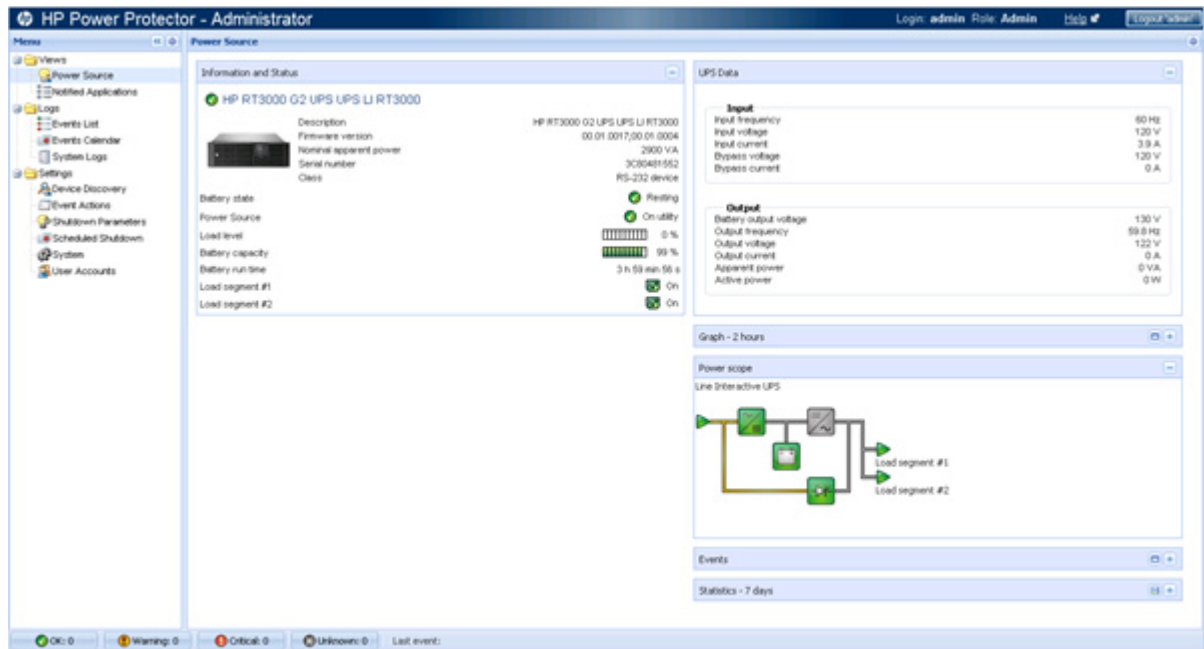 HP Power Protector - Administrator
Login: admin Role: Admin Help Logout 'admin'
Menu
Views
Power Source
Notified Applications
Logs
Events List
Events Calendar
System Logs
Settings
Device Discovery
Event Actions
Shutdown Parameters
Scheduled Shutdown
System
User Accounts
Power Source
Information and Status
HP RT3000 G2 UPS UPS LI RT3000
Description HP RT3000 G2 UPS UPS LI RT3000
Firmware version 00.01.0017;00.01.0004
Nominal apparent power 2900 VA
Serial number
Class RS-232 device
Battery state Resting
Power Source On utility
Load level 0 %
Battery capacity 99 %
Battery run time 3 h 59 min 56 s
Load segment #1 On
Load segment #2 On
UPS Data
Input
Input frequency 60 Hz
Input voltage 120 V
Input current 3.9 A
Bypass voltage 120 V
Bypass current 0 A
Output
Battery output voltage 130 V
Output frequency 59.8 Hz
Output voltage 122 V
Output current 0 A
Apparent power 0 VA
Active power 0 W
Graph - 2 hours
Power scope
Line Interactive UPS
Load segment #1
Load segment #2
Events
Statistics - 7 days
OK: 0 Warning: 0 Critical: 0 Unknown: 0 Last event: